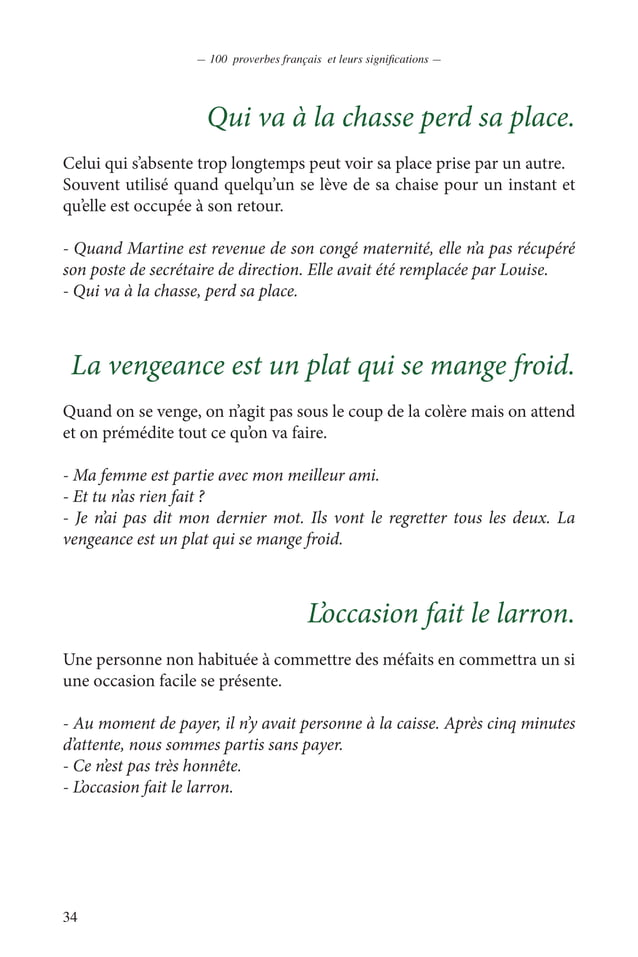 — 100 proverbes français et leurs significations —
Qui va à la chasse perd sa place.
Celui qui s’absente trop longtemps peut voir sa place prise par un autre.
Souvent utilisé quand quelqu’un se lève de sa chaise pour un instant et
qu’elle est occupée à son retour.
- Quand Martine est revenue de son congé maternité, elle n’a pas récupéré
son poste de secrétaire de direction. Elle avait été remplacée par Louise.
- Qui va à la chasse, perd sa place.
La vengeance est un plat qui se mange froid.
Quand on se venge, on n’agit pas sous le coup de la colère mais on attend
et on prémédite tout ce qu’on va faire.
- Ma femme est partie avec mon meilleur ami.
- Et tu n’as rien fait ?
- Je n’ai pas dit mon dernier mot. Ils vont le regretter tous les deux. La
vengeance est un plat qui se mange froid.
L’occasion fait le larron.
Une personne non habituée à commettre des méfaits en commettra un si
une occasion facile se présente.
- Au moment de payer, il n’y avait personne à la caisse. Après cinq minutes
d’attente, nous sommes partis sans payer.
- Ce n’est pas très honnête.
- L’occasion fait le larron.
34